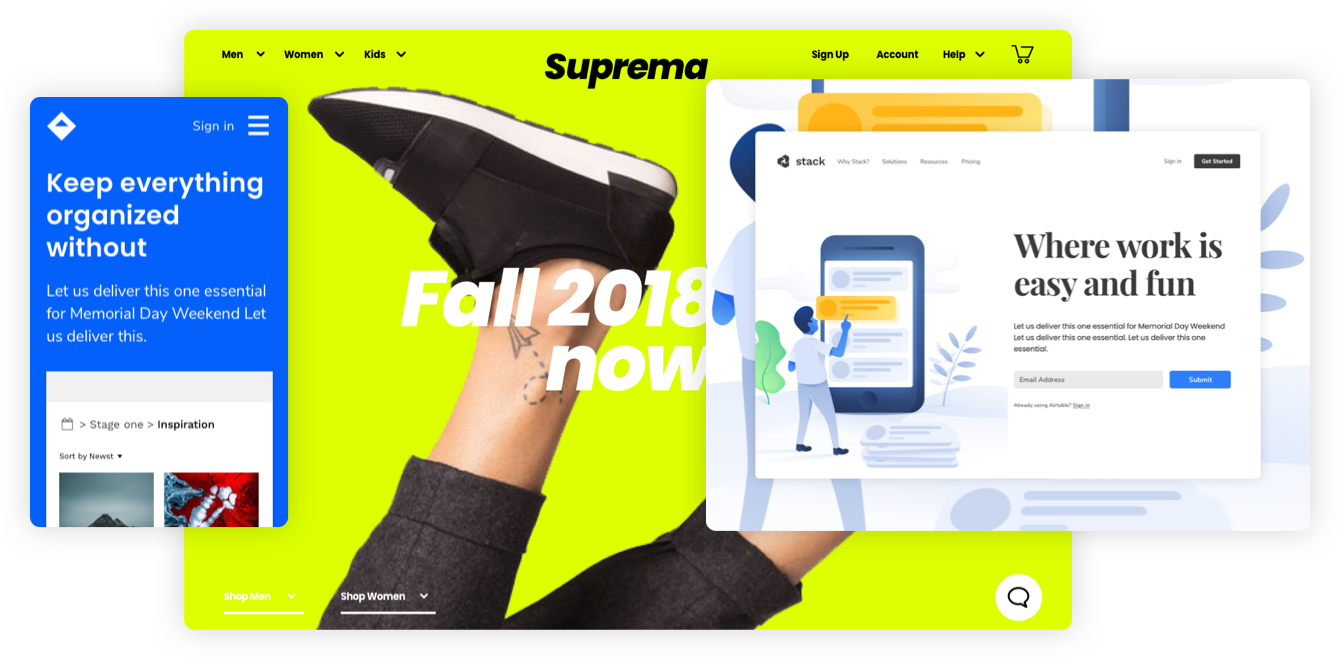 Men
Women
Kids
Suprema
Sign Up
Account
Help
Sign in
Keep everything
organized
without
Let us deliver this one essential
for Memorial Day Weekend Let
us deliver this.
> Stage one > Inspiration
Sort by Newst
Fall 2018
now
Shop Men
Shop Women
stack
Why Stack?
Solutions
Resources
Pricing
Sign in
Get Started
Where work is
easy and fun
Let us deliver this one essential for Memorial Day Weekend
Let us deliver this one essential. Let us deliver this one
essential.
Email Address
Submit
Already using Airtable? Sign in